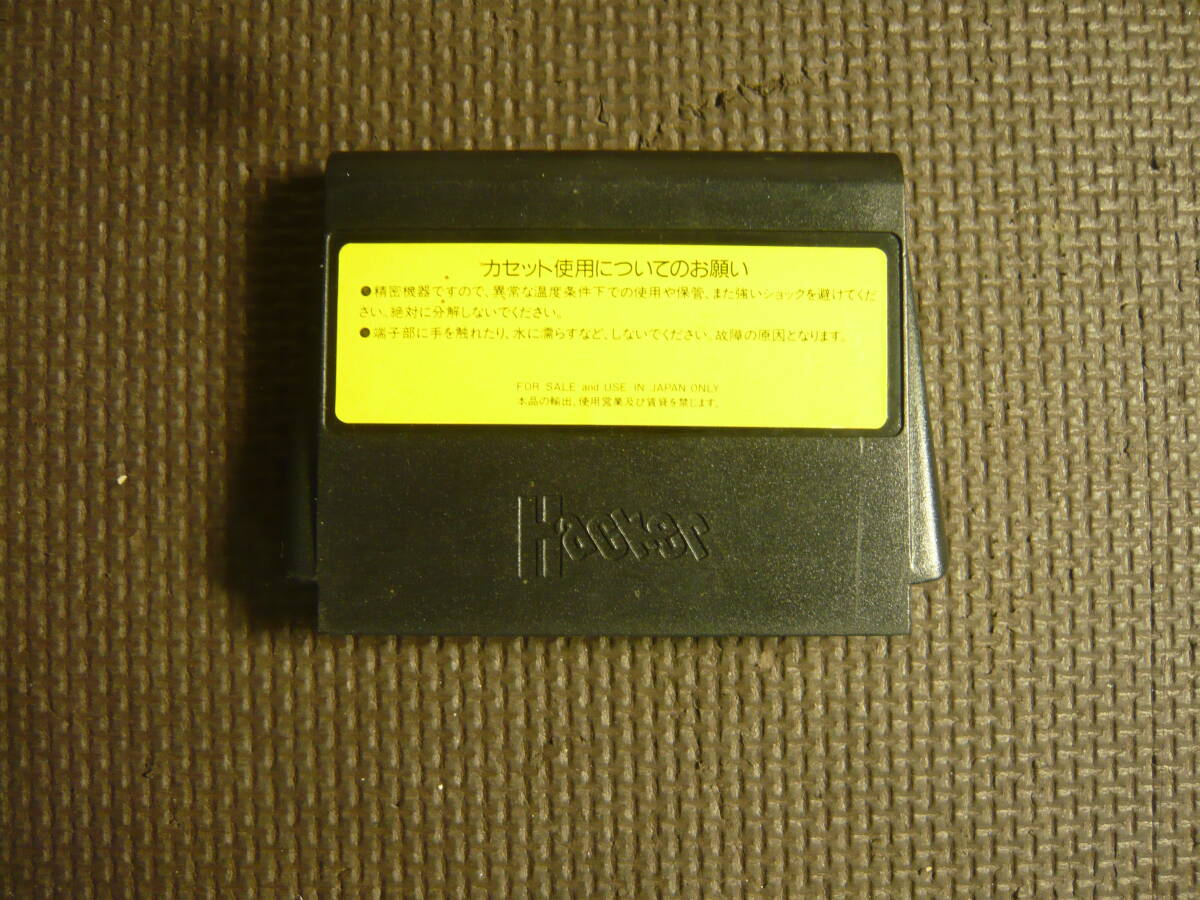 カセット使用についてのお願い
●精密機器ですので、異常な温度条件下での使用や保管、また強いショックを避けてくだ
さい。絶対に分解しないでください。
●端子部に手を触れたり、水に濡らすなど、しないでください。故障の原因となります。
FOR SALE and USE IN JAPAN ONLY
本品の輸出、使用営業及び賃貸を禁じます。
Hacker